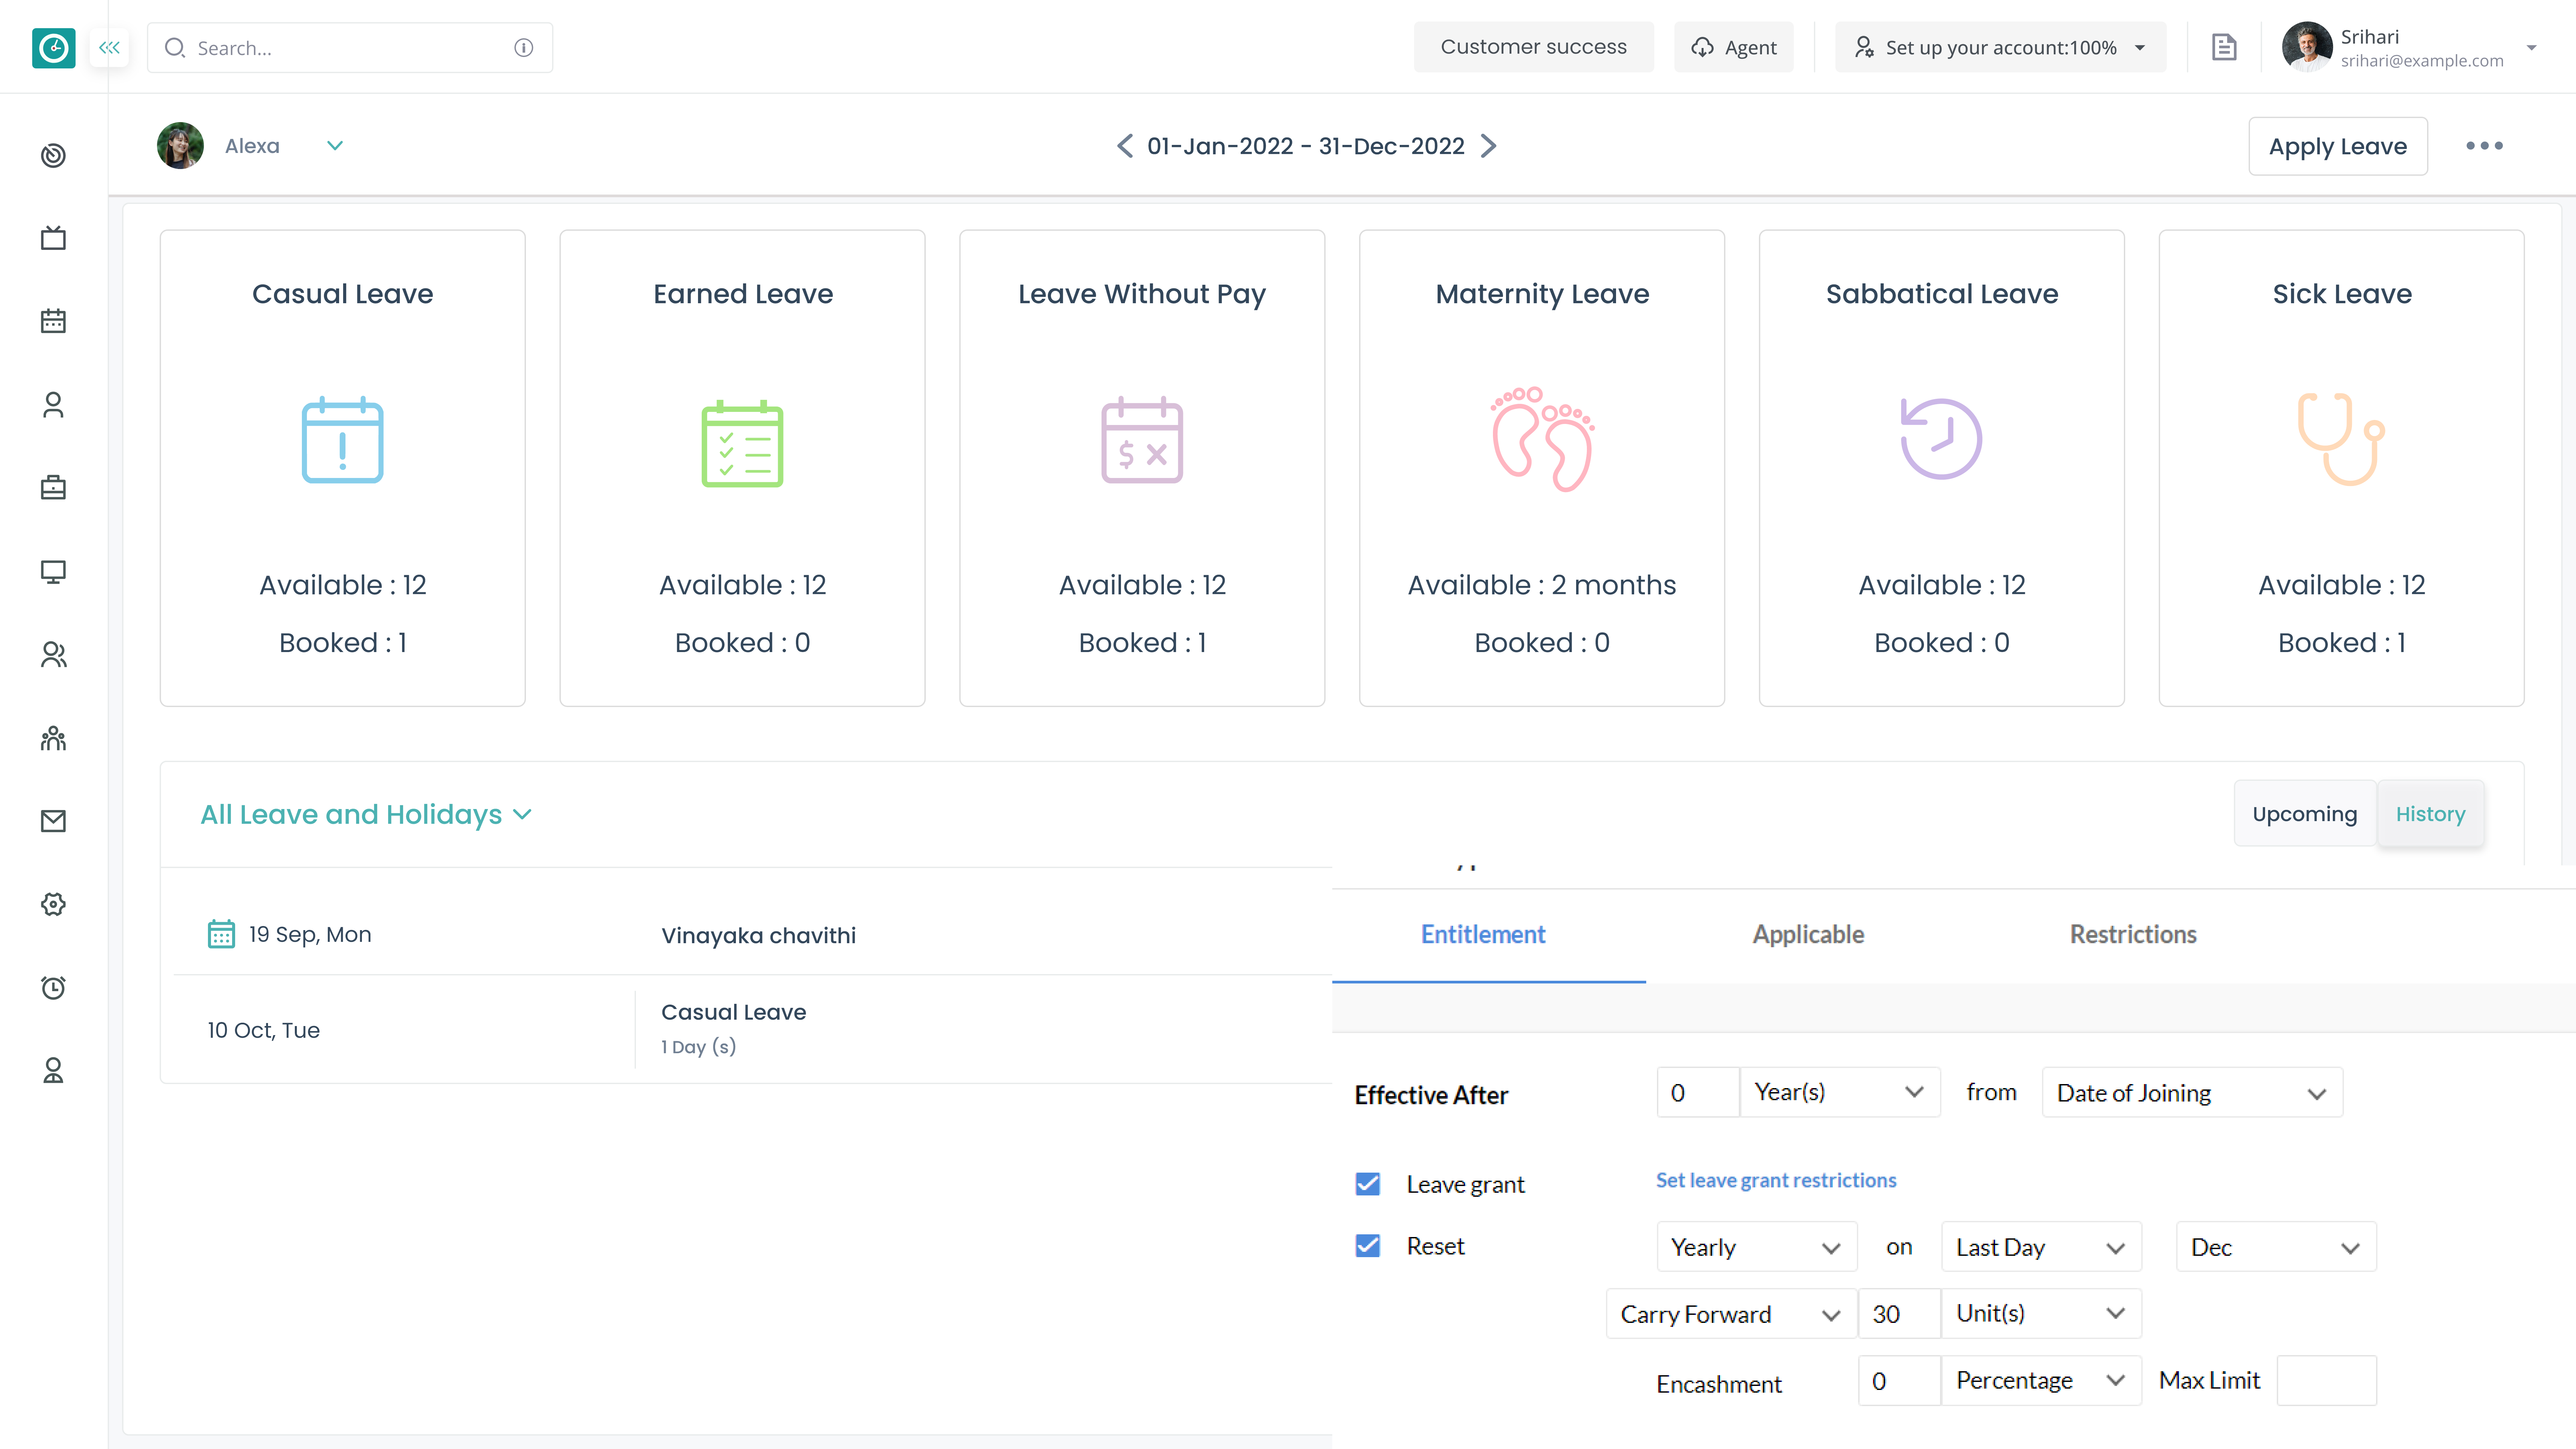 Search...
Customer success
Agent
Set up your account:100%
Srihari
srihari@example.com
Alexa
01-Jan-2022 - 31-Dec-2022
Apply Leave
Casual Leave
Available : 12
Booked : 1
Earned Leave
Available : 12
Booked : 0
Leave Without Pay
$
Available : 12
Booked : 1
Maternity Leave
Available : 2 months
Booked : 0
Sabbatical Leave
Available : 12
Booked : 0
Sick Leave
Available : 12
Booked : 1
All Leave and Holidays
Upcoming
History
19 Sep, Mon
Vinayaka chavithi
10 Oct, Tue
Casual Leave
1 Day (s)
Entitlement
Applicable
Restrictions
Effective After
0
Year(s)
from
Date of Joining
Leave grant
Set leave grant restrictions
Reset
Yearly
on
Last Day
Dec
Carry Forward
30
Unit(s)
Encashment
0
Percentage
Max Limit